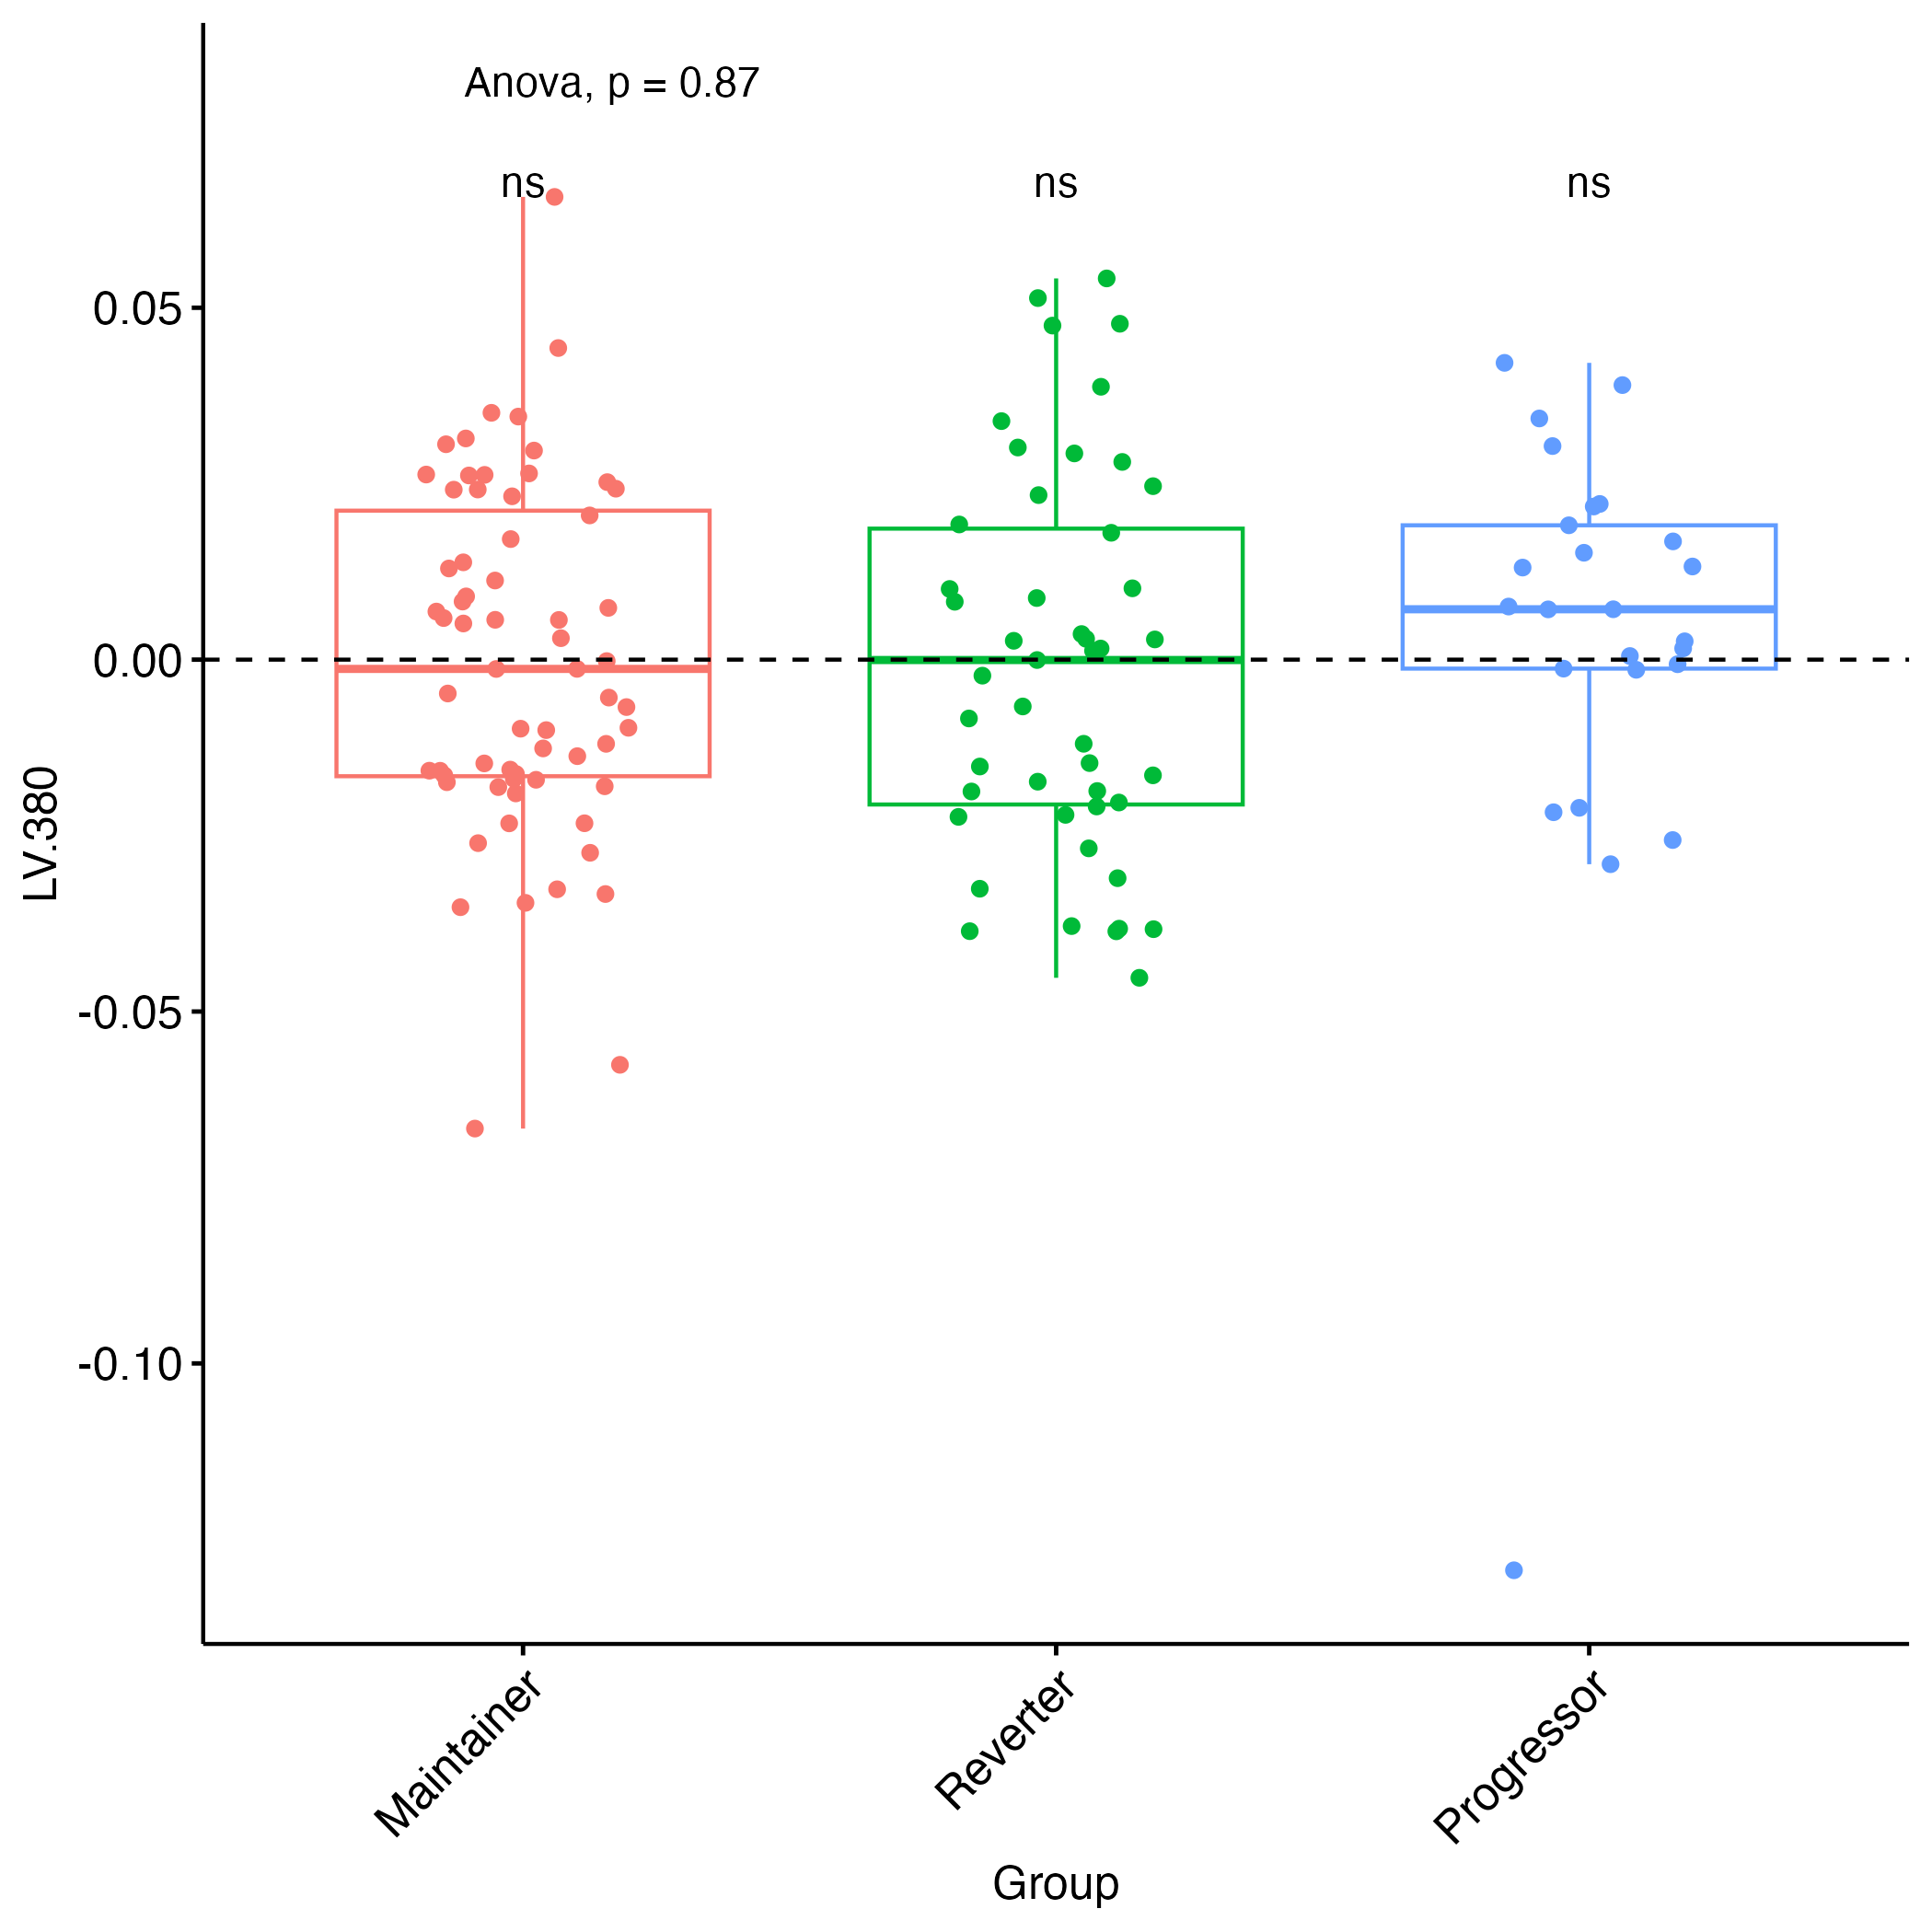 Anova, p = 0.87
ns ns ns
0.05
0.00
-0.05
-0.10
LV.380
Maintainer Reverter Progressor
Group